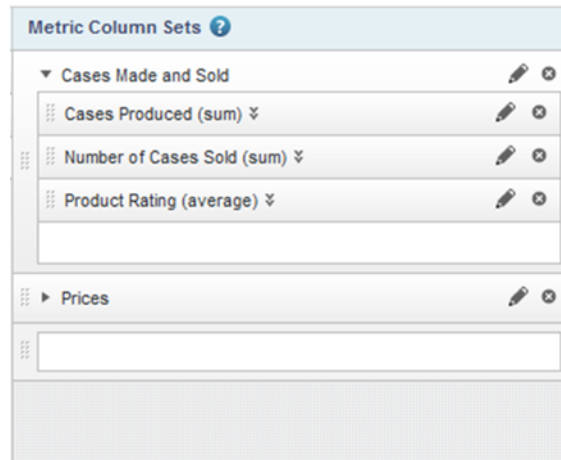 Metric Column Sets ?
Cases Made and Sold
Cases Produced (sum)
Number of Cases Sold (sum)
Product Rating (average)
Prices